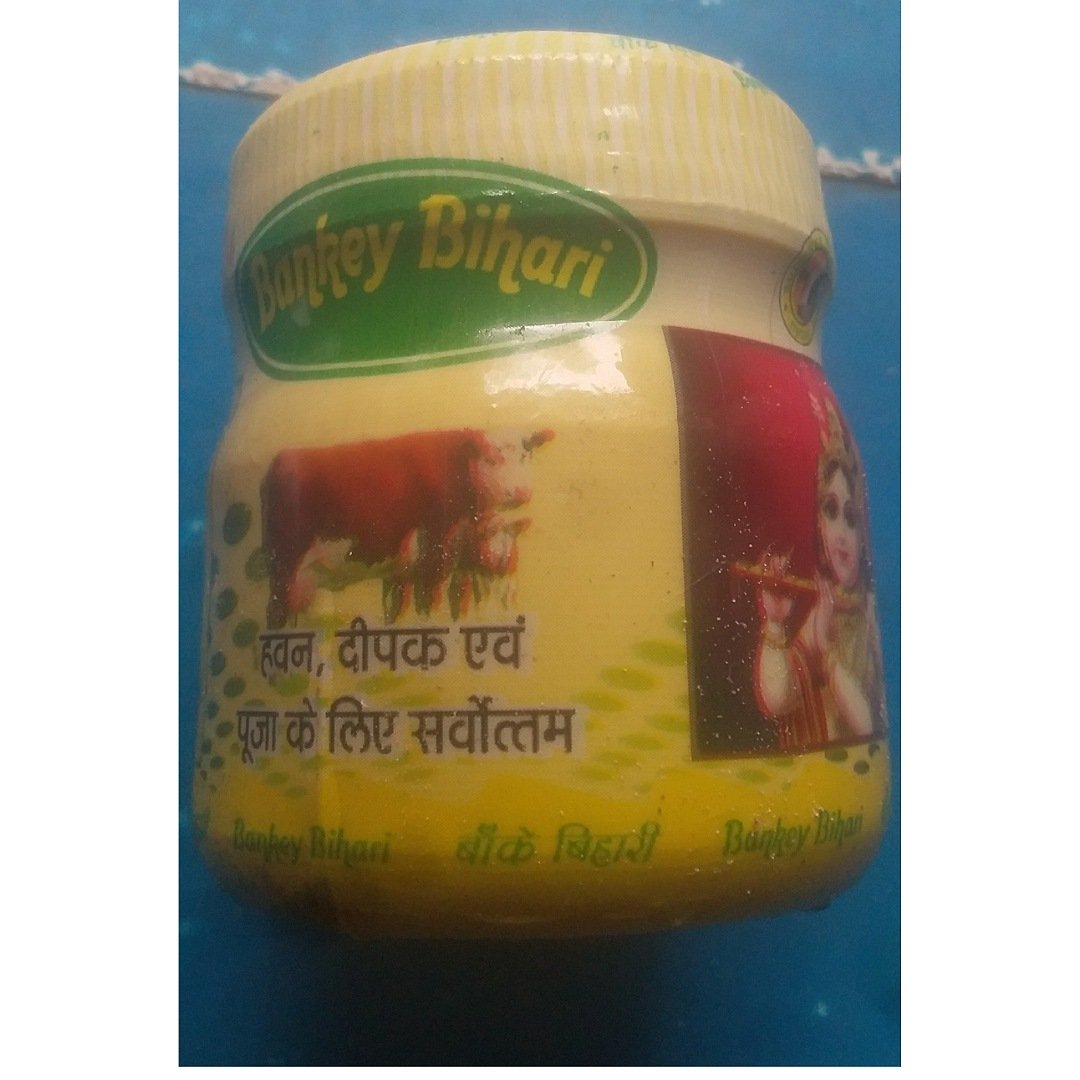 Bankey Bihari
हवन, दीपक एवं
पूजा के लिए सर्वोत्तम
Bankey Bihari बाँके बिहारी Bankey Bihari